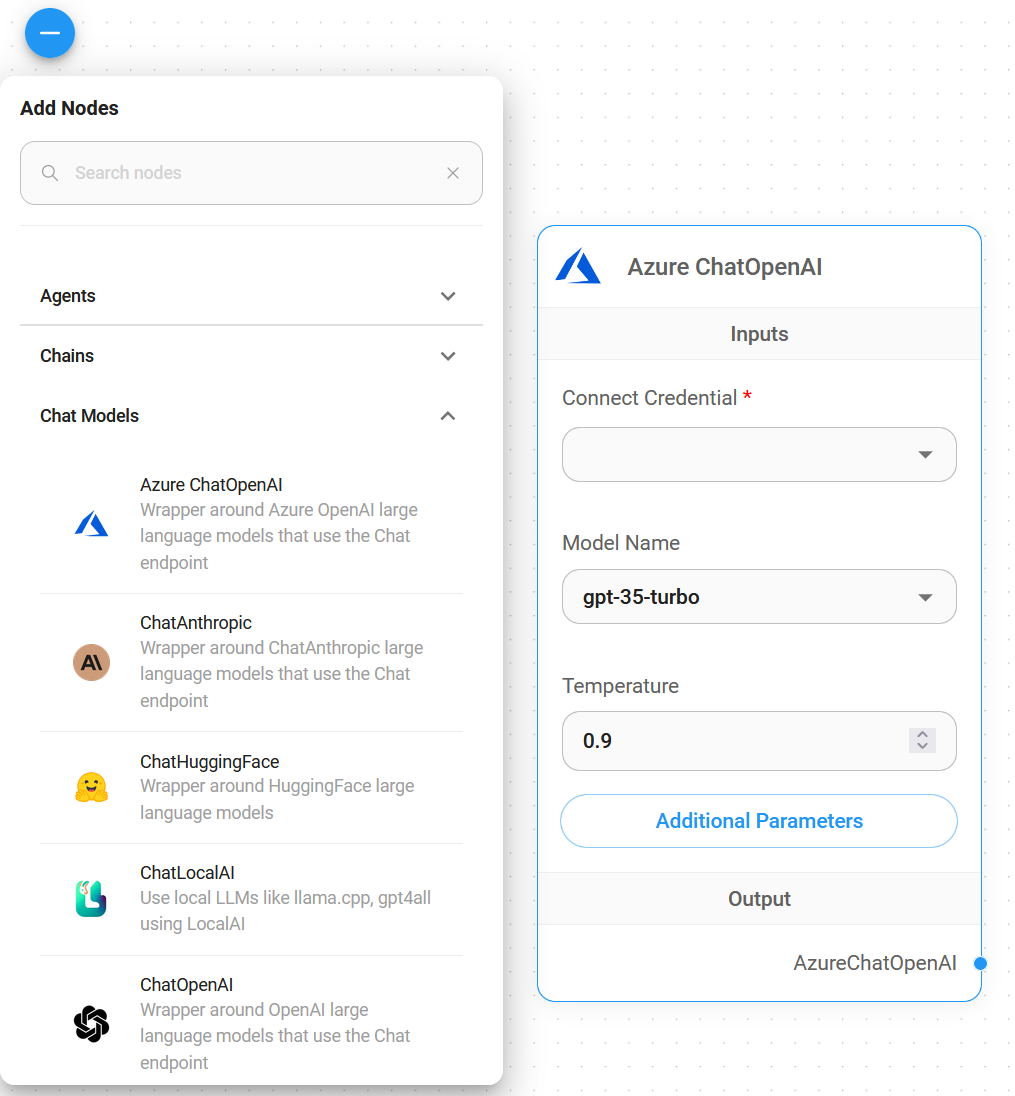 Add Nodes
Search nodes
Agents
Chains
Chat Models
Azure ChatOpenAI
Wrapper around Azure OpenAI large
language models that use the Chat
endpoint
ChatAnthropic
Wrapper around ChatAnthropic large
language models that use the Chat
endpoint
ChatHuggingFace
Wrapper around HuggingFace large
language models
ChatLocalAI
Use local LLMs like llama.cpp, gpt4all
using LocalAI
ChatOpenAI
Wrapper around OpenAI large
language models that use the Chat
endpoint
Azure ChatOpenAI
Inputs
Connect Credential *
Model Name
gpt-35-turbo
Temperature
0.9
Additional Parameters
Output
AzureChatOpenAI